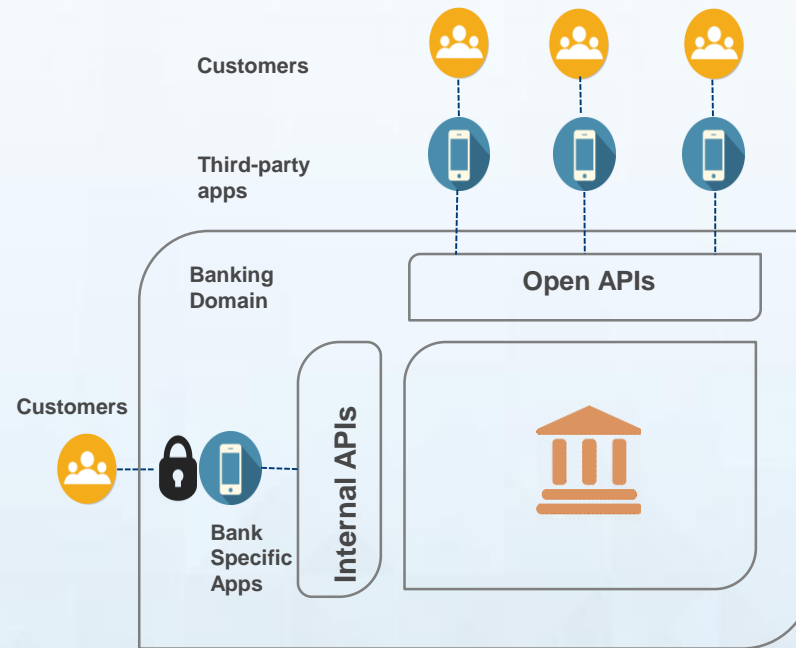 Customers
Third-party
apps
Banking
Domain
Open APIs
Customers
Internal APIs
Bank
Specific
Apps